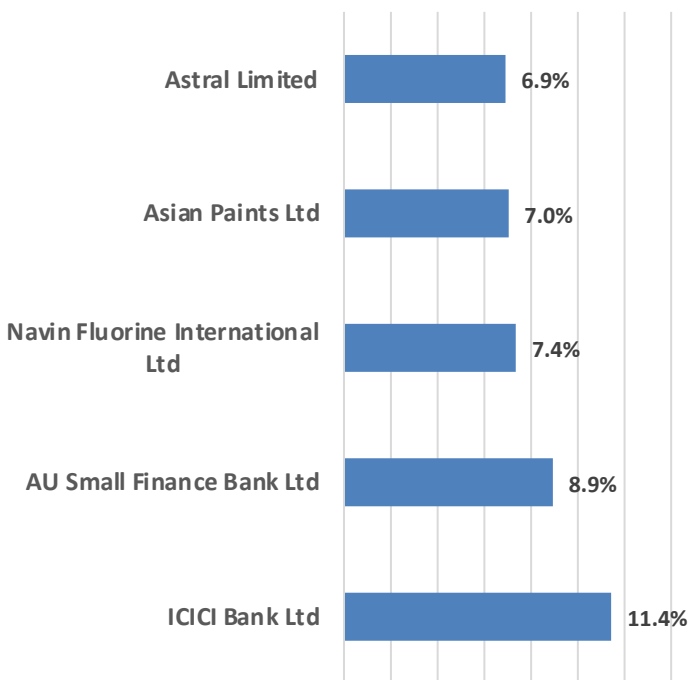 Astral Limited
6.9%
Asian Paints Ltd
7.0%
Navin Fluorine International
Ltd
7.4%
AU Small Finance Bank Ltd
8.9%
ICICI Bank Ltd
11.4%